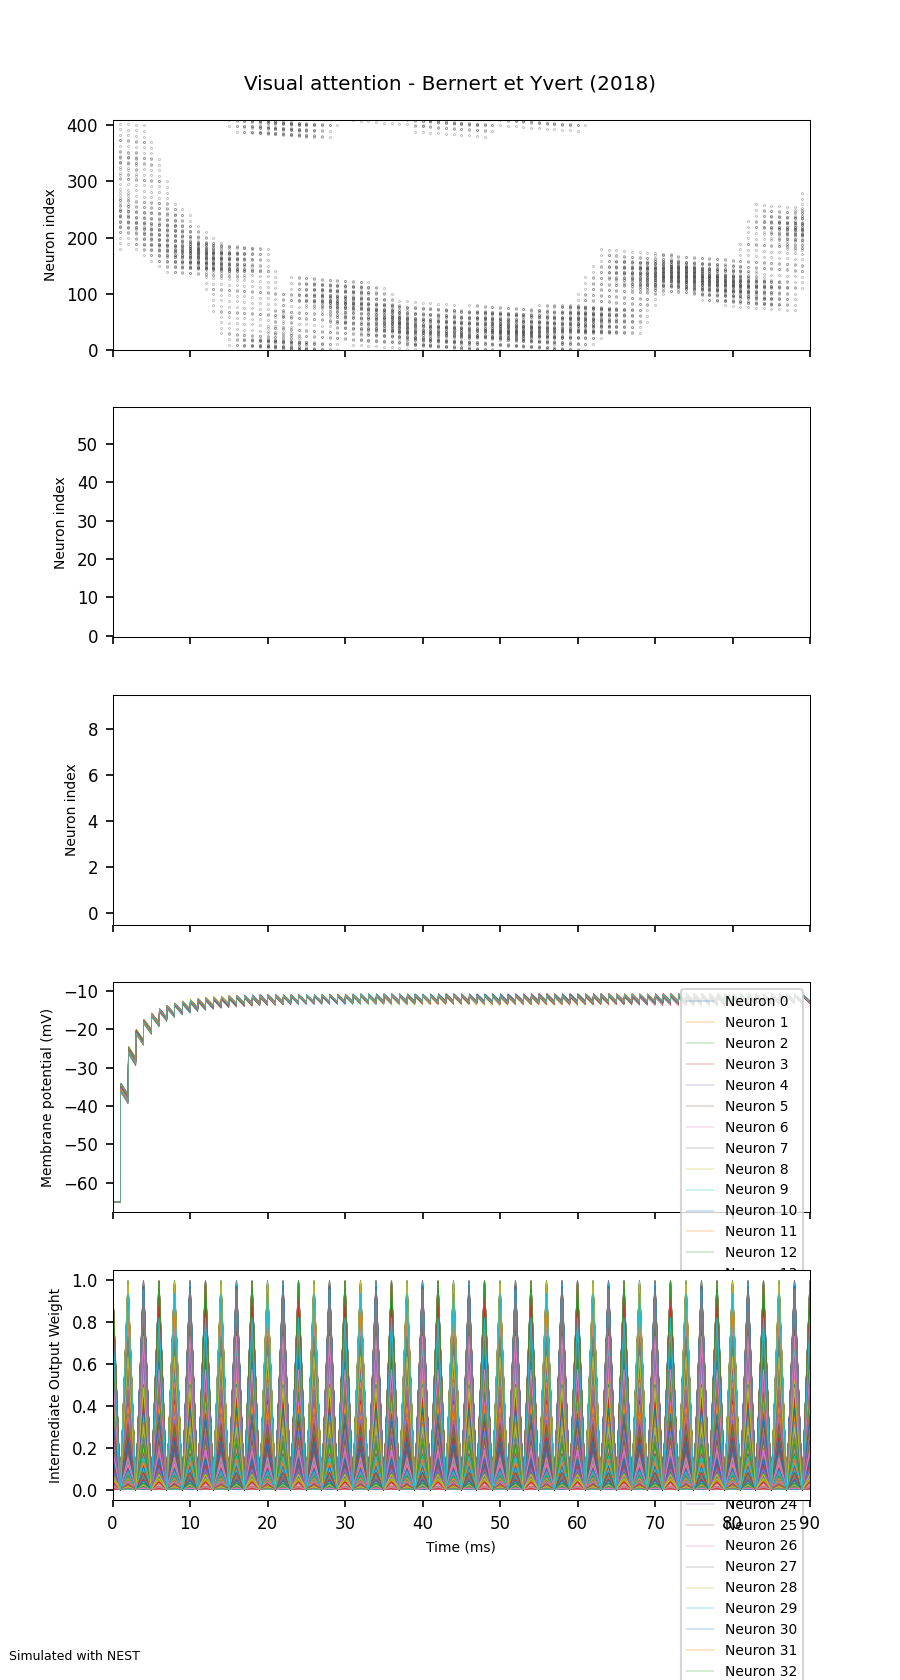 Visual attention - Bernert et Yvert (2018)
400
300
200
100
0
Neuron index
50
40
30
20
10
0
Neuron index
8
6
4
2
0
Neuron index
−10
−20
−30
−40
−50
−60
Membrane potential (mV)
Neuron 0
Neuron 1
Neuron 2
Neuron 3
Neuron 4
Neuron 5
Neuron 6
Neuron 7
Neuron 8
Neuron 9
Neuron 10
Neuron 11
Neuron 12
1.0
0.8
0.6
0.4
0.2
0.0
Intermediate Output Weight
0 10 20 30 40 50 60 70 80 90
Time (ms)
Neuron 24
Neuron 25
Neuron 26
Neuron 27
Neuron 28
Neuron 29
Neuron 30
Neuron 31
Neuron 32
Simulated with NEST